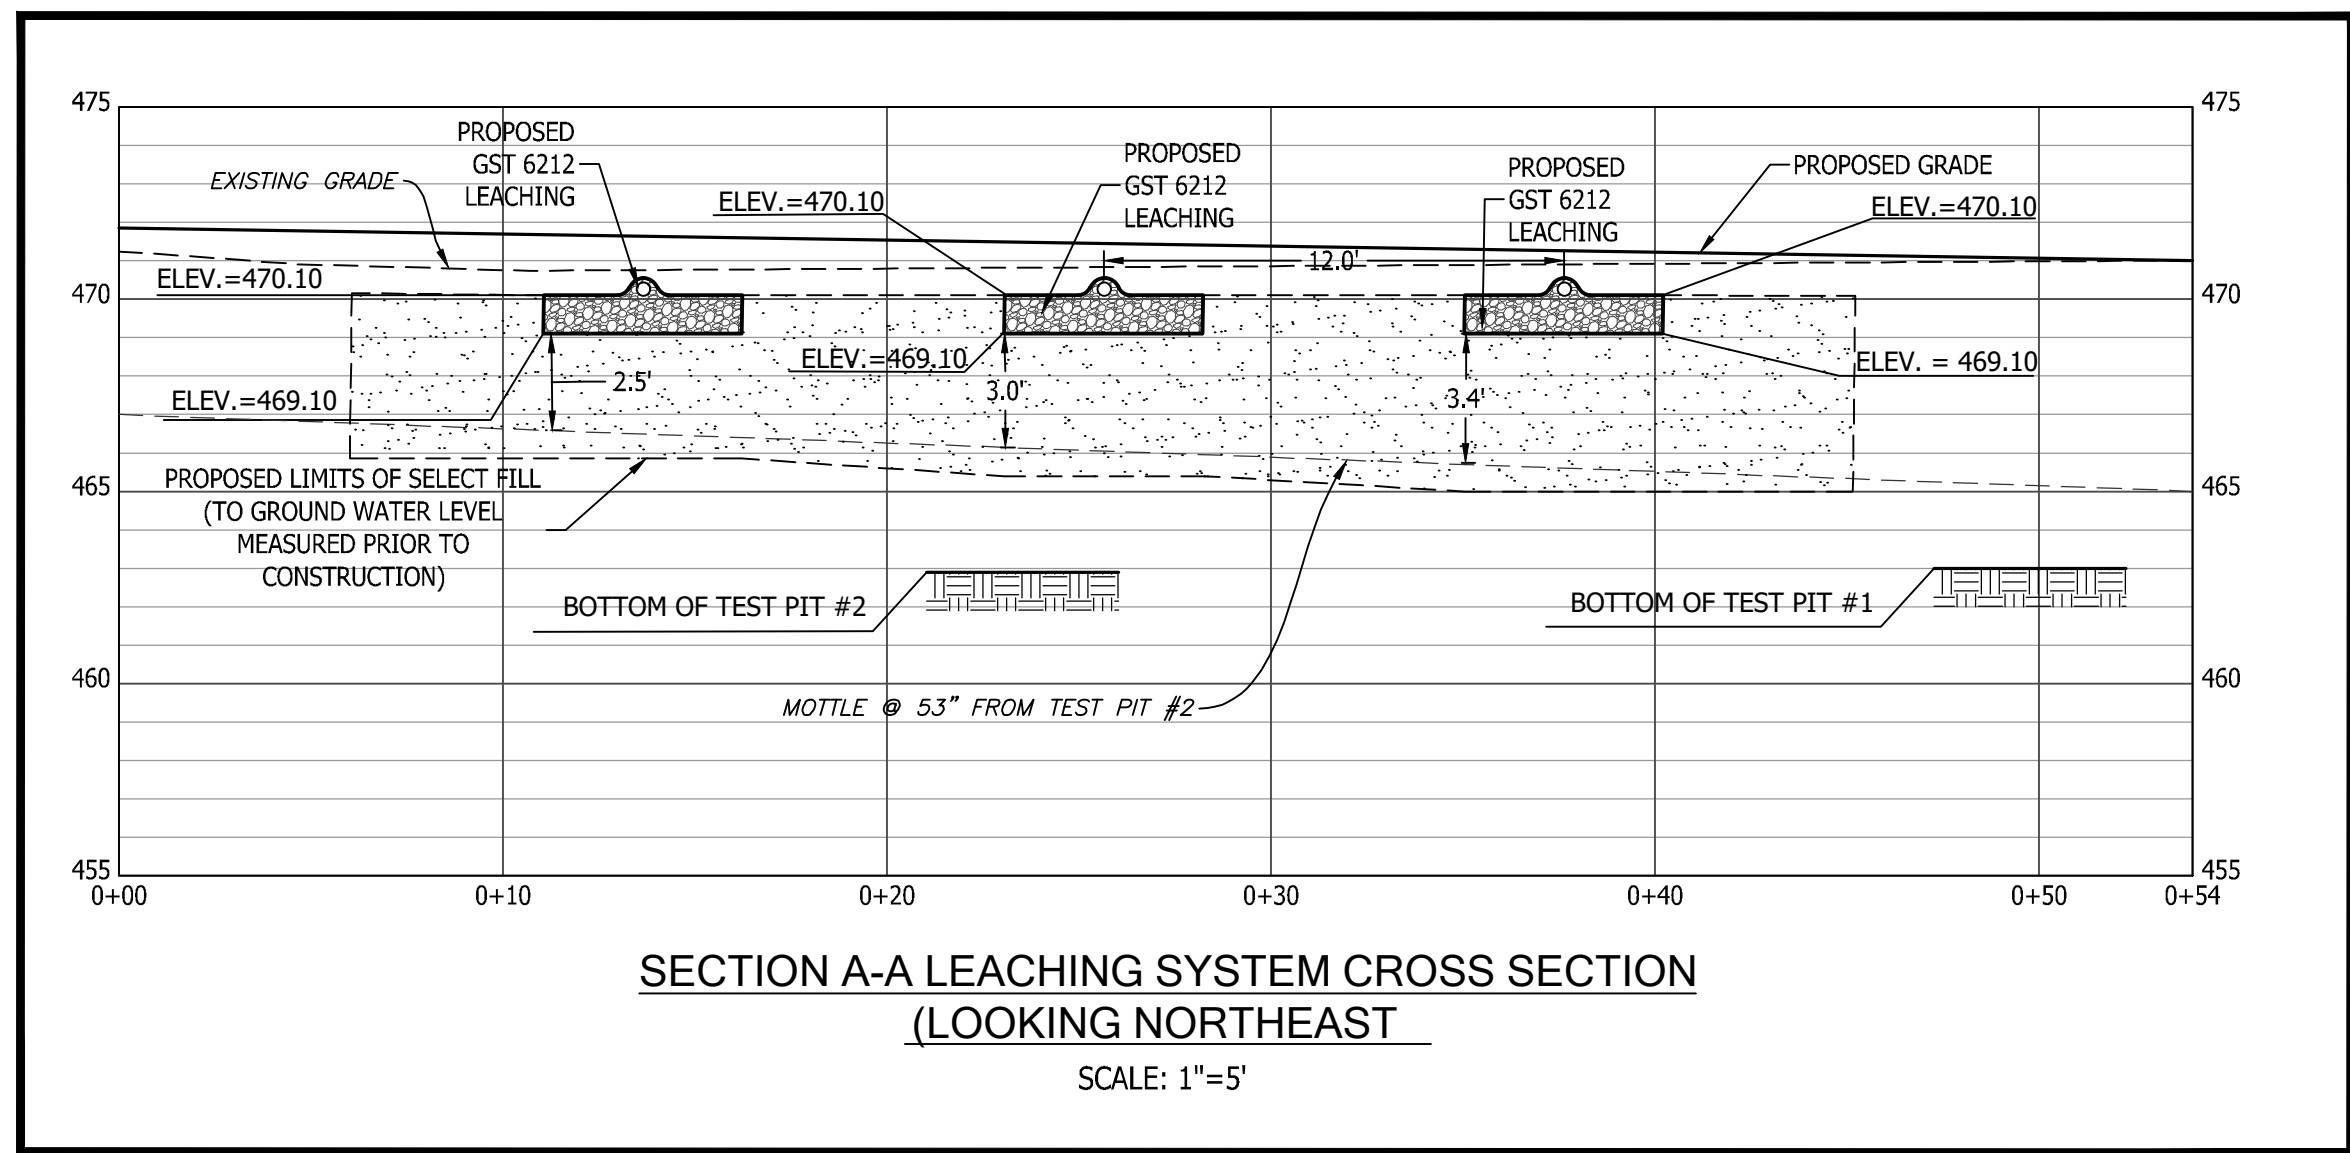 475
475
PROPOSED
GST 6212
LEACHING
EXISTING GRADE
ELEV.=470.10
PROPOSED
GST 6212
LEACHING
PROPOSED
GST 6212
LEACHING
PROPOSED GRADE
ELEV.=470.10
12.0'
ELEV.=470.10
470
470
ELEV.=469.10
2.5'
ELEV.=469.10
3.0'
3.4'
ELEV. = 469.10
465
465
PROPOSED LIMITS OF SELECT FILL
(TO GROUND WATER LEVEL
MEASURED PRIOR TO
CONSTRUCTION)
BOTTOM OF TEST PIT #2
BOTTOM OF TEST PIT #1
460
460
MOTTLE @ 53” FROM TEST PIT #2
455
455
0+00
0+10
0+20
0+30
0+40
0+50
0+54
SECTION A-A LEACHING SYSTEM CROSS SECTION
(LOOKING NORTHEAST
SCALE: 1"=5'